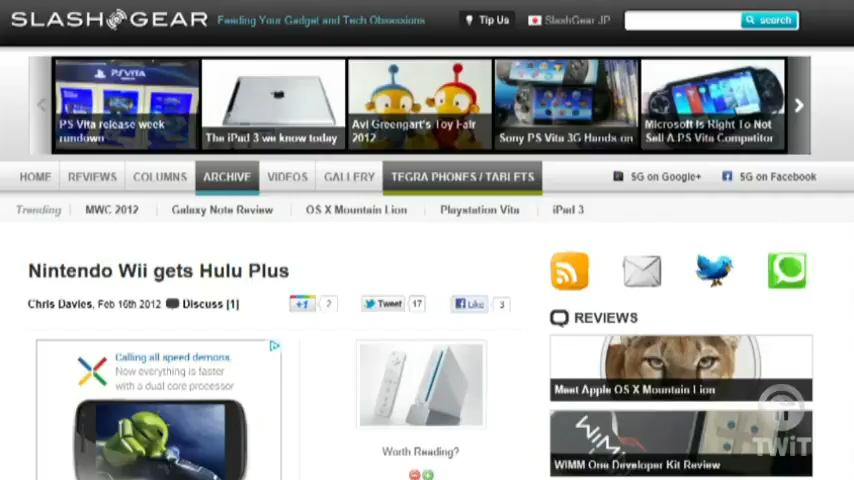 SLASHGEAR
Feeding Your Gadget and Tech Obsessions
Tip Us
SlashGear JP
search
PS VITA
PS Vita release week
rundown
The iPad 3 we know today
Avi Greengart's Toy Fair
2012
Sony PS Vita 3G Hands on
Microsoft Is Right To Not
Sell A PS Vita Competitor
HOME REVIEWS COLUMNS ARCHIVE VIDEOS GALLERY TEGRA PHONES / TABLETS
SG on Google+ SG on Facebook
Trending MWC 2012 Galaxy Note Review OS X Mountain Lion Playstation Vita iPad 3
Nintendo Wii gets Hulu Plus
Chris Davies, Feb 16th 2012 Discuss [1]
+1 2 Tweet 17 Like 3
Calling all speed demons.
Now everything is faster
with a dual core processor
Worth Reading?
REVIEWS
Meet Apple OS X Mountain Lion
WIMM
WIMM One Developer Kit Review
TWiT